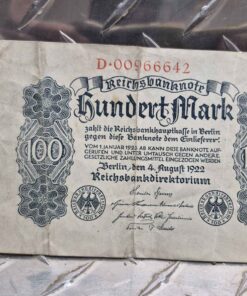 D·00966642
Reichsbanknote
Hundert Mark
100
zahlt die Reichsbankhauptkasse in Berlin
gegen diese Banknote dem Einlieferer.
VOM 1. JANUAR 1923 AB KANN DIESE BANKNOTE AUF-
GERUFEN UND UNTER UMTAUSCH GEGEN ANDERE
GESETZLICHE ZAHLUNGSMITTEL EINGEZOGEN WERDEN
Berlin, den 4. August 1922
Reichsbankdirektorium
100
100